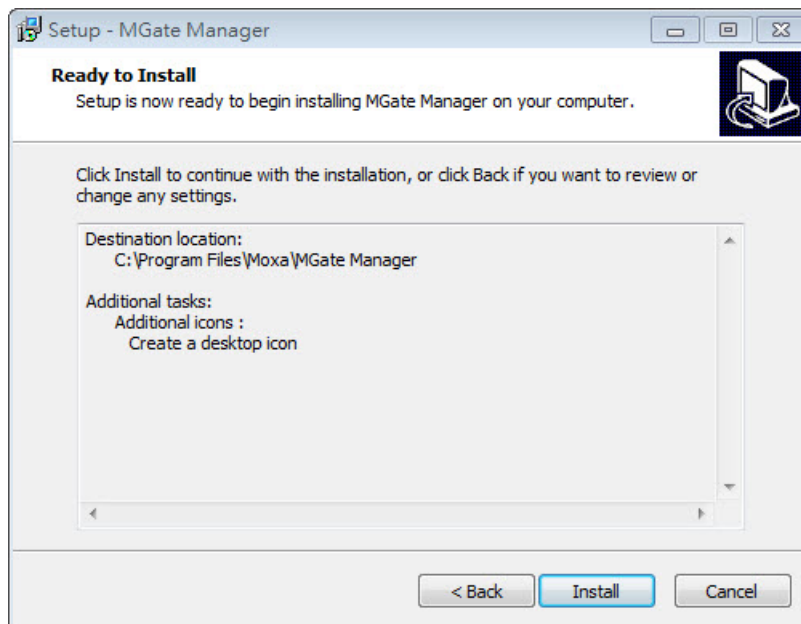 Setup - MGate Manager
Ready to Install
Setup is now ready to begin installing MGate Manager on your computer.
Click Install to continue with the installation, or click Back if you want to review or
change any settings.
Destination location:
C:\Program Files\Moxa\MGate Manager
Additional tasks:
Additional icons :
Create a desktop icon
< Back
Install
Cancel